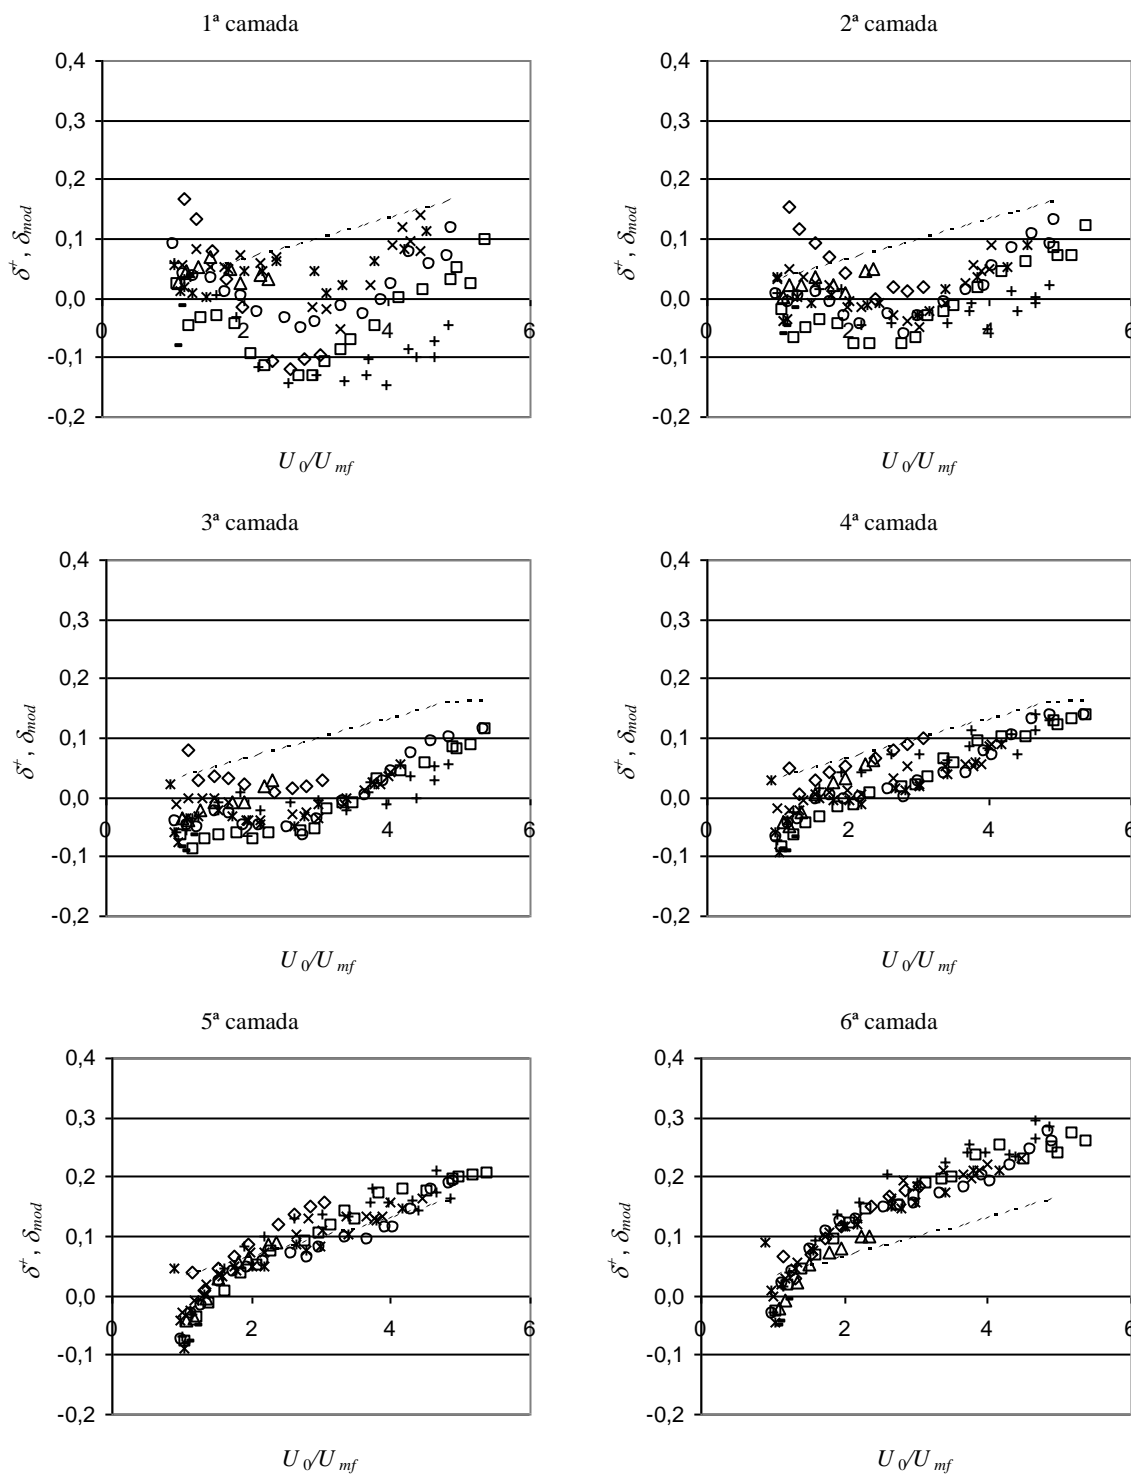 1ª camada
0,4
0,3
0,2
0,1
0,0
-0,1
-0,2
0 2 4 6
δ⁺, δmod
U0/Umf
2ª camada
0,4
0,3
0,2
0,1
0,0
-0,1
-0,2
0 2 4 6
δ⁺, δmod
U0/Umf
3ª camada
0,4
0,3
0,2
0,1
0,0
-0,1
-0,2
0 2 4 6
δ⁺, δmod
U0/Umf
4ª camada
0,4
0,3
0,2
0,1
0,0
-0,1
-0,2
0 2 4 6
δ⁺, δmod
U0/Umf
5ª camada
0,4
0,3
0,2
0,1
0,0
-0,1
-0,2
0 2 4 6
δ⁺, δmod
U0/Umf
6ª camada
0,4
0,3
0,2
0,1
0,0
-0,1
-0,2
0 2 4 6
δ⁺, δmod
U0/Umf